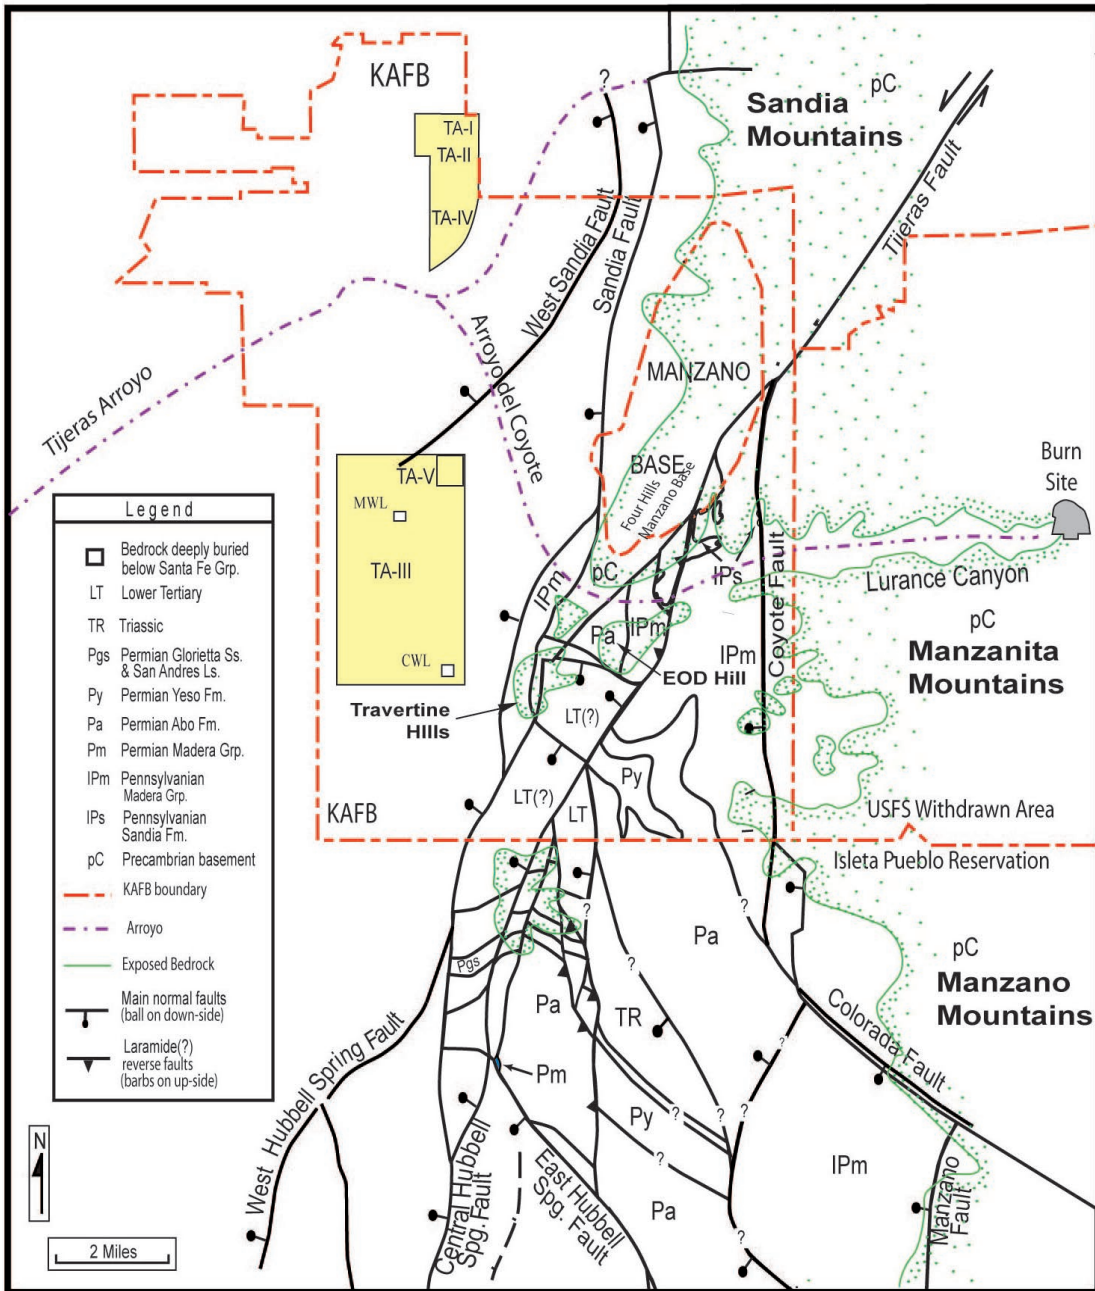 KAFB
TA-I
TA-II
TA-IV
?
pC
Sandia
Mountains
Tijeras Fault
West Sandia Fault
Sandia Fault
Tijeras Arroyo
Arroyo del Coyote
MANZANO
BASE
Four Hills
Manzano Base
TA-V
MWL
TA-III
CWL
Burn
Site
IPm
pC
IPs
Coyote Fault
Lurance Canyon
pC
Manzanita
Mountains
Pa
IPm
IPm
EOD Hill
Travertine
HIlls
LT(?)
LT(?)
LT
Py
KAFB
USFS Withdrawn Area
Isleta Pueblo Reservation
Legend
Bedrock deeply buried
below Santa Fe Grp.
LT Lower Tertiary
TR Triassic
Pgs Permian Glorietta Ss.
& San Andres Ls.
Py Permian Yeso Fm.
Pa Permian Abo Fm.
Pm Permian Madera Grp.
IPm Pennsylvanian
Madera Grp.
IPs Pennsylvanian
Sandia Fm.
pC Precambrian basement
KAFB boundary
Arroyo
Exposed Bedrock
Main normal faults
(ball on down-side)
Laramide(?)
reverse faults
(barbs on up-side)
?
?
?
?
Pa
pC
Manzano
Mountains
Pgs
Pa
TR
?
?
Colorada Fault
Pm
Py
?
?
?
?
?
West Hubbell Spring Fault
Central Hubbell
Spg. Fault
East Hubbell
Spg. Fault
Pa
IPm
Manzano
Fault
N
2 Miles